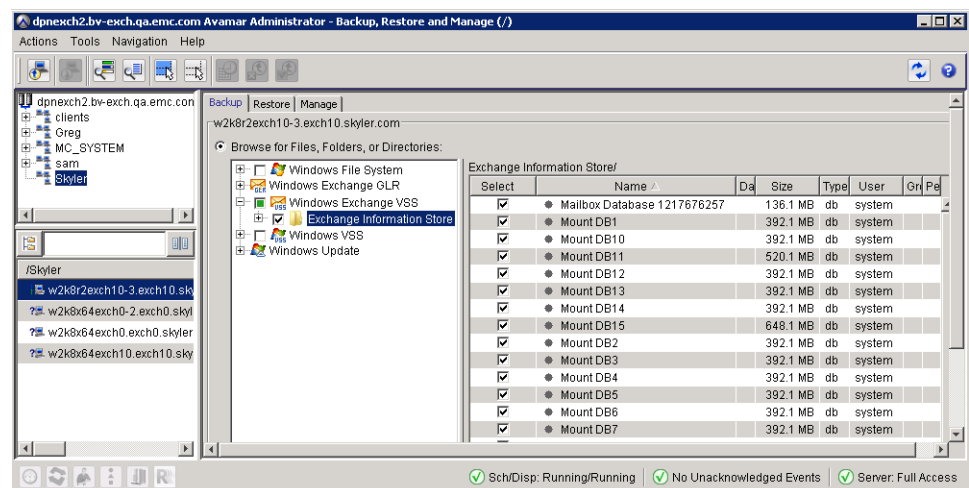 dpnexch2.bv-exch.qa.emc.com Avamar Administrator - Backup, Restore and Manage (/)
Actions Tools Navigation Help
dpnexch2.bv-exch.qa.emc.con
clients
Greg
MC_SYSTEM
sam
Skyler
/Skyler
w2k8r2exch10-3.exch10.sky
w2k8x64exch0-2.exch0.skyl
w2k8x64exch0.exch0.skyler
w2k8x64exch10.exch10.sky
Backup Restore Manage
w2k8r2exch10-3.exch10.skyler.com
Browse for Files, Folders, or Directories:
Windows File System
Windows Exchange GLR
Windows Exchange VSS
Exchange Information Store
Windows VSS
Windows Update
Exchange Information Store/
Select Name Da Size Type User Gr Pe
Mailbox Database 1217676257 136.1 MB db system
Mount DB1 392.1 MB db system
Mount DB10 392.1 MB db system
Mount DB11 520.1 MB db system
Mount DB12 392.1 MB db system
Mount DB13 392.1 MB db system
Mount DB14 392.1 MB db system
Mount DB15 648.1 MB db system
Mount DB2 392.1 MB db system
Mount DB3 392.1 MB db system
Mount DB4 392.1 MB db system
Mount DB5 392.1 MB db system
Mount DB6 392.1 MB db system
Mount DB7 392.1 MB db system
Sch/Disp: Running/Running No Unacknowledged Events Server: Full Access